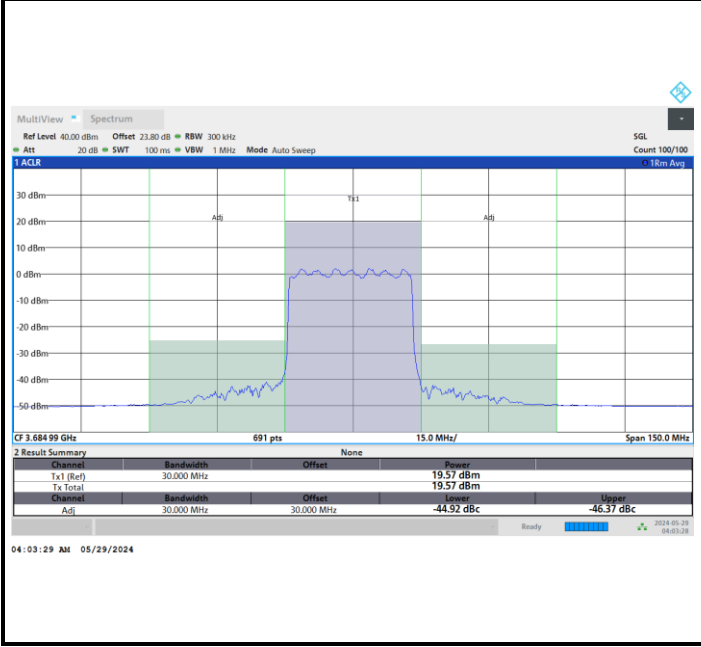 MultiView Spectrum
Ref Level 40.00 dBm Offset 23.80 dB RBW 300 kHz SGL
Att 20 dB SWT 100 ms VBW 1 MHz Mode Auto Sweep Count 100/100
1 ACLR 1Rm Avg
30 dBm
Tx1
20 dBm
Adj Adj
10 dBm
0 dBm
-10 dBm
-20 dBm
-30 dBm
-40 dBm
-50 dBm
CF 3.684 99 GHz 691 pts 15.0 MHz/ Span 150.0 MHz
2 Result Summary None
Channel Bandwidth Offset Power
Tx1 (Ref) 30.000 MHz 19.57 dBm
Tx Total 19.57 dBm
Channel Bandwidth Offset Lower Upper
Adj 30.000 MHz 30.000 MHz -44.92 dBc -46.37 dBc
Ready 2024-05-29
04:03:28
04:03:29 AM 05/29/2024